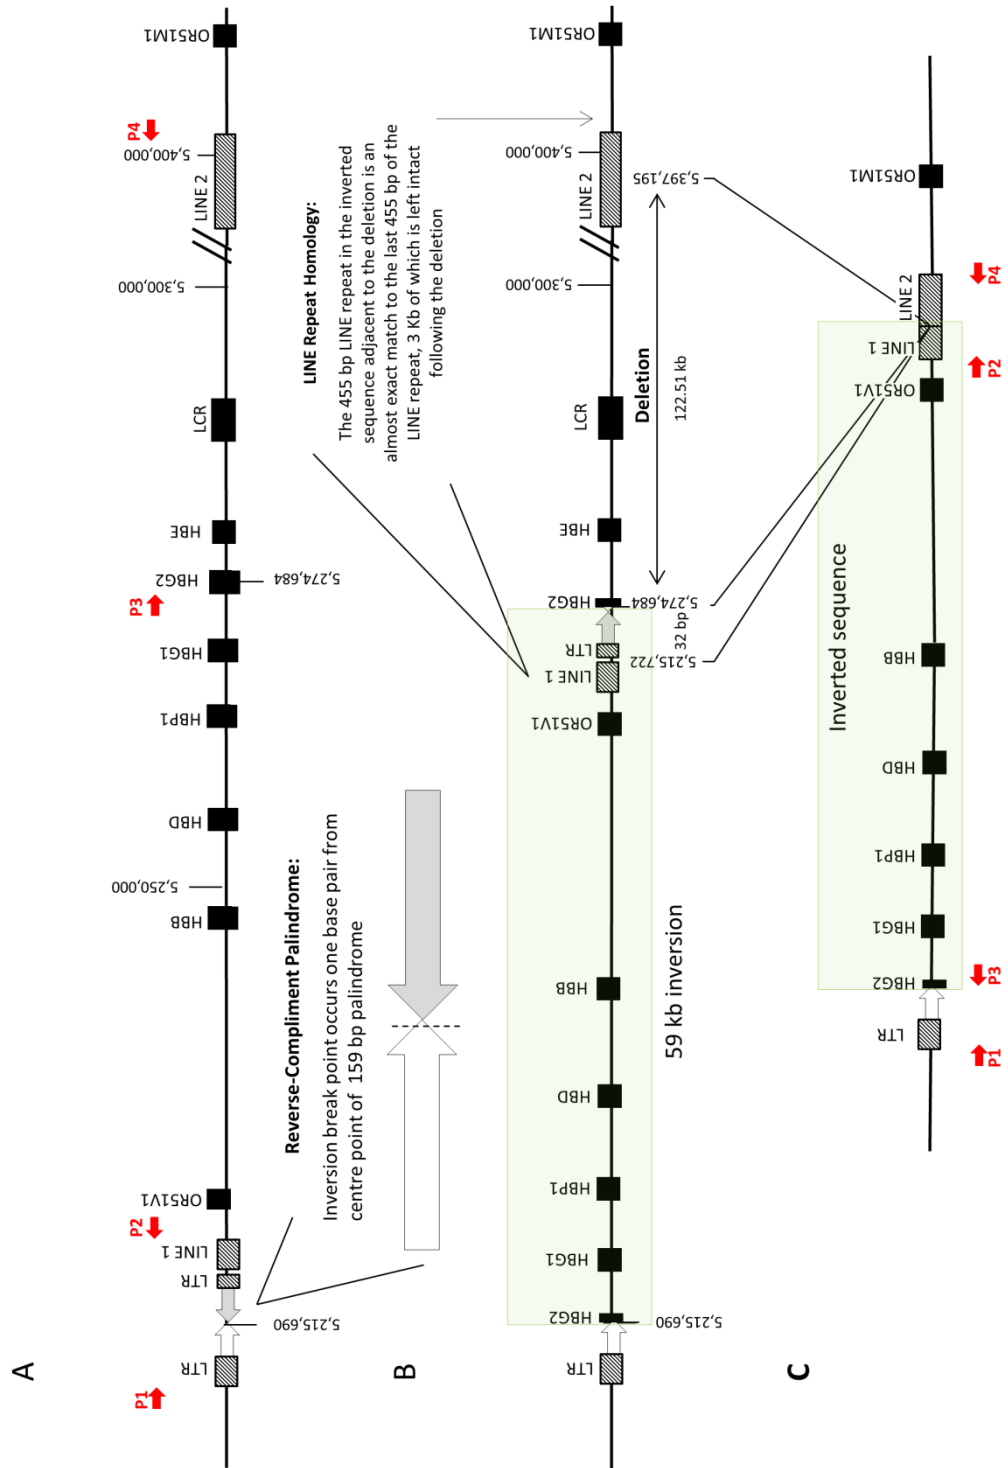 A
P1
LTR
5,215,690
LTR
LINE 1
P2
OR51V1
HBB
5,250,000
HBD
HBP1
HBG1
P3
HBG2
5,274,684
HBE
LCR
5,300,000
LINE 2
5,400,000
P4
OR51M1
Reverse-Compliment Palindrome:
Inversion break point occurs one base pair from
centre point of 159 bp palindrome
LINE Repeat Homology:
The 455 bp LINE repeat in the inverted
sequence adjacent to the deletion is an
almost exact match to the last 455 bp of the
LINE repeat, 3 Kb of which is left intact
following the deletion
B
LTR
5,215,690
HBG2
HBG1
HBP1
HBD
HBB
59 kb inversion
OR51V1
LINE 1
LTR
5,215,722
32 bp
HBG2
5,274,684
HBE
Deletion
122.51 kb
LCR
5,300,000
LINE 2
5,397,195
5,400,000
OR51M1
C
P1
LTR
HBG2
P3
HBG1
HBP1
HBD
HBB
Inverted sequence
OR51V1
P2
LINE 1
LINE 2
P4
OR51M1